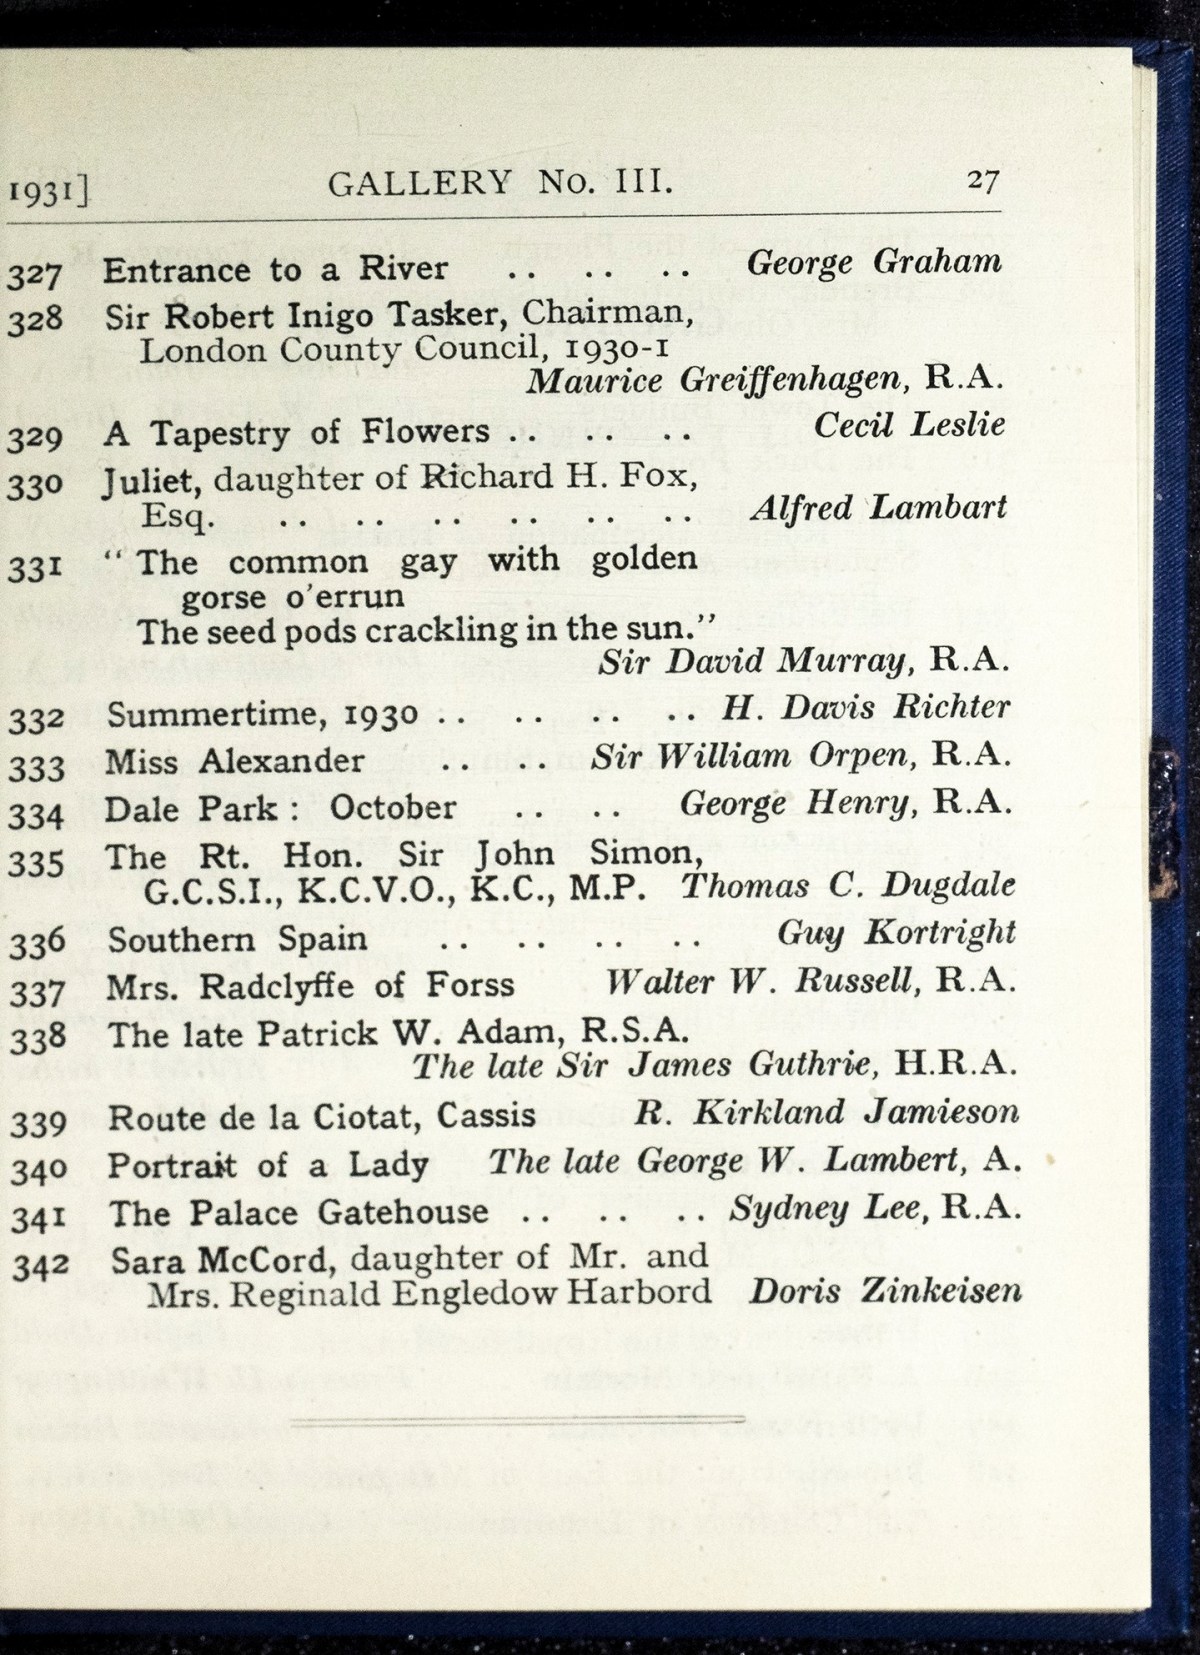 1931] GALLERY No. III. 27
327 Entrance to a River .. .. .. George Graham
328 Sir Robert Inigo Tasker, Chairman,
London County Council, 1930-1
Maurice Greiffenhagen, R.A.
329 A Tapestry of Flowers .. .. .. Cecil Leslie
330 Juliet, daughter of Richard H. Fox,
Esq. .. .. .. .. .. .. Alfred Lambart
331 “ The common gay with golden
gorse o’errun
The seed pods crackling in the sun.”
Sir David Murray, R.A.
332 Summertime, 1930 .. .. .. .. H. Davis Richter
333 Miss Alexander .. .. Sir William Orpen, R.A.
334 Dale Park : October .. .. George Henry, R.A.
335 The Rt. Hon. Sir John Simon,
G.C.S.I., K.C.V.O., K.C., M.P. Thomas C. Dugdale
336 Southern Spain .. .. .. .. Guy Kortright
337 Mrs. Radclyffe of Forss Walter W. Russell, R.A.
338 The late Patrick W. Adam, R.S.A.
The late Sir James Guthrie, H.R.A.
339 Route de la Ciotat, Cassis R. Kirkland Jamieson
340 Portrait of a Lady The late George W. Lambert, A.
341 The Palace Gatehouse .. .. .. Sydney Lee, R.A.
342 Sara McCord, daughter of Mr. and
Mrs. Reginald Engledow Harbord Doris Zinkeisen